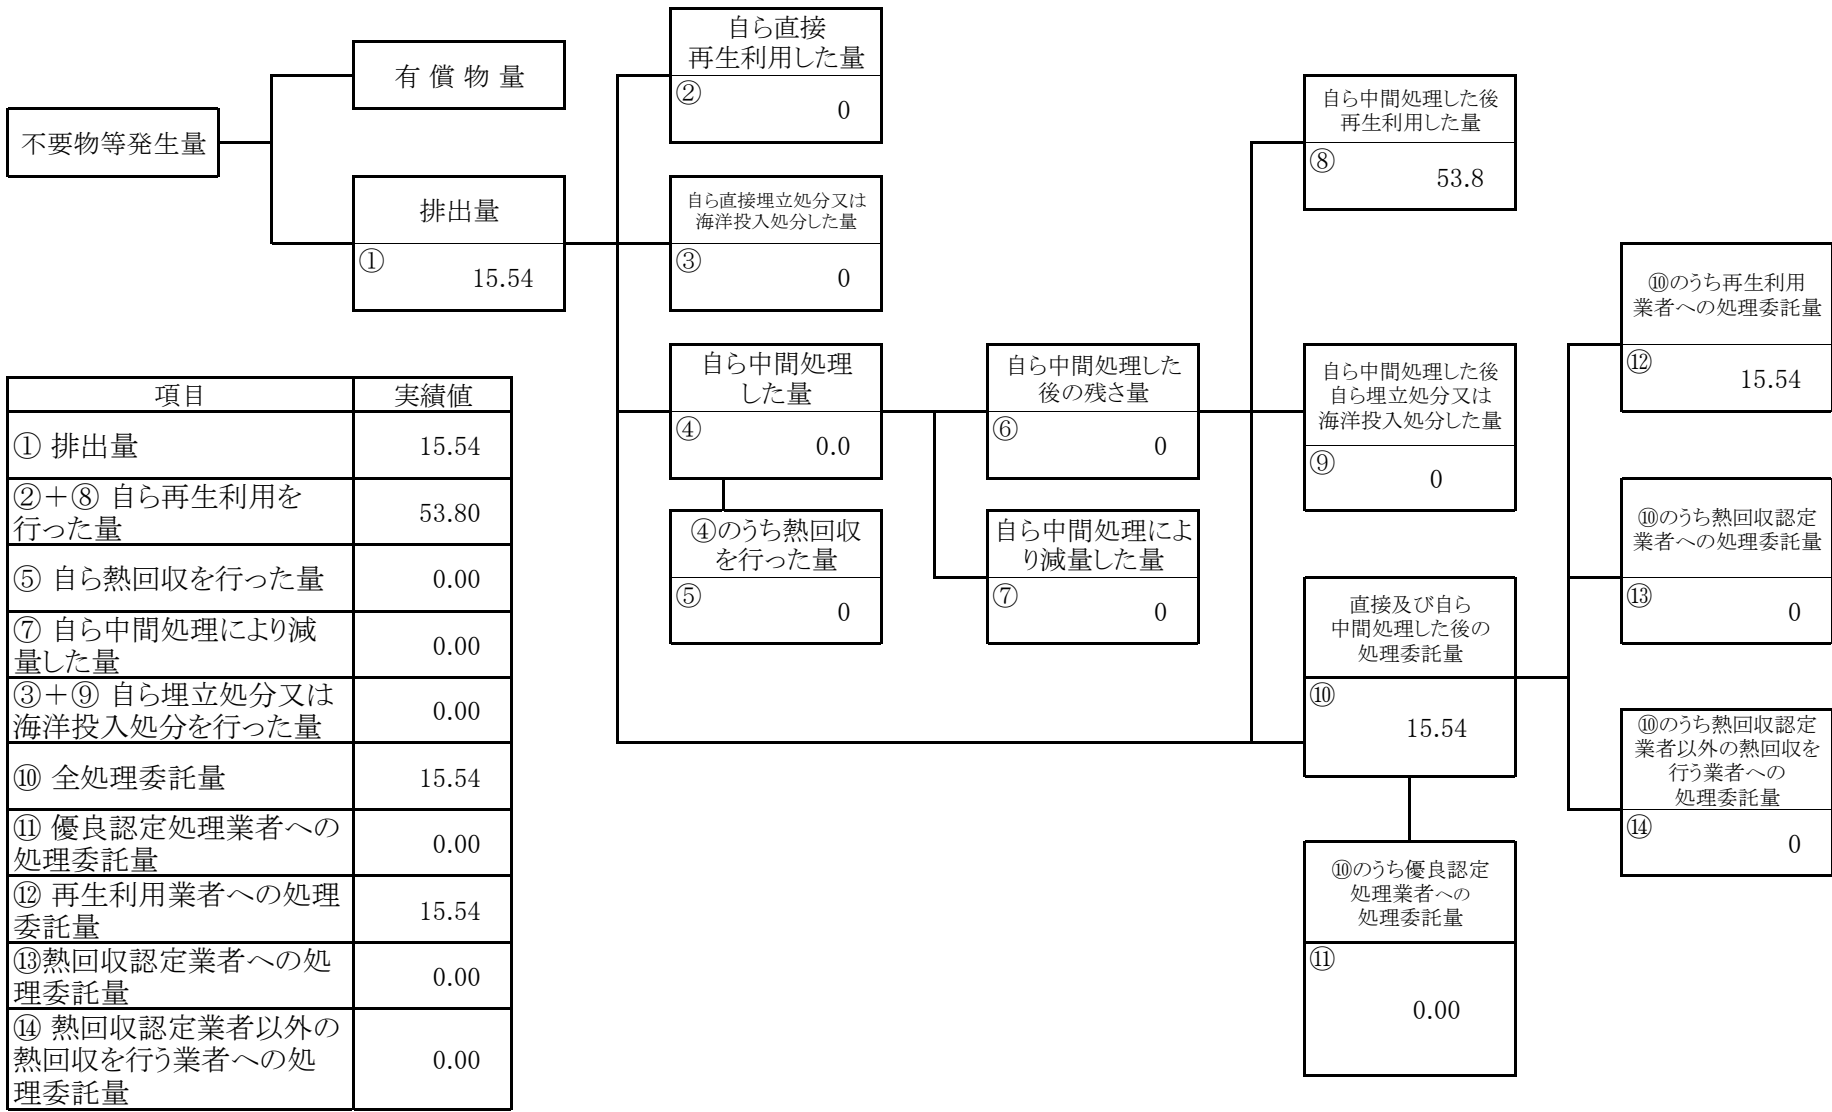 不要物等発生量
有 償 物 量
排出量
①
15.54
自ら直接
再生利用した量
②
0
自ら直接埋立処分又は
海洋投入処分した量
③
0
自ら中間処理
した量
④
0.0
④のうち熱回収
を行った量
⑤
0
自ら中間処理した
後の残さ量
⑥
0
自ら中間処理によ
り減量した量
⑦
0
自ら中間処理した後
再生利用した量
⑧
53.8
自ら中間処理した後
自ら埋立処分又は
海洋投入処分した量
⑨
0
直接及び自ら
中間処理した後の
処理委託量
⑩
15.54
⑩のうち優良認定
処理業者への
処理委託量
⑪
0.00
⑩のうち再生利用
業者への処理委託量
⑫
15.54
⑩のうち熱回収認定
業者への処理委託量
⑬
0
⑩のうち熱回収認定
業者以外の熱回収を
行う業者への
処理委託量
⑭
0
項目 実績値
① 排出量 15.54
②＋⑧ 自ら再生利用を
行った量 53.80
⑤ 自ら熱回収を行った量 0.00
⑦ 自ら中間処理により減
量した量 0.00
③＋⑨ 自ら埋立処分又は
海洋投入処分を行った量 0.00
⑩ 全処理委託量 15.54
⑪ 優良認定処理業者への
処理委託量 0.00
⑫ 再生利用業者への処理
委託量 15.54
⑬熱回収認定業者への処
理委託量 0.00
⑭ 熱回収認定業者以外の
熱回収を行う業者への処
理委託量 0.00